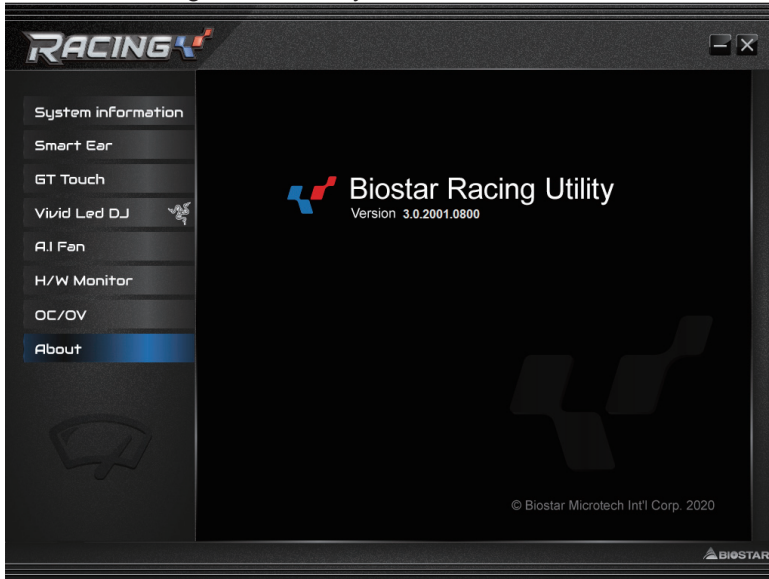 RACING
System information
Smart Ear
GT Touch
Vivid Led DJ
A.I Fan
H/W Monitor
OC/OV
About
Biostar Racing Utility
Version 3.0.2001.0800
© Biostar Microtech Int'l Corp. 2020
BIOSTAR